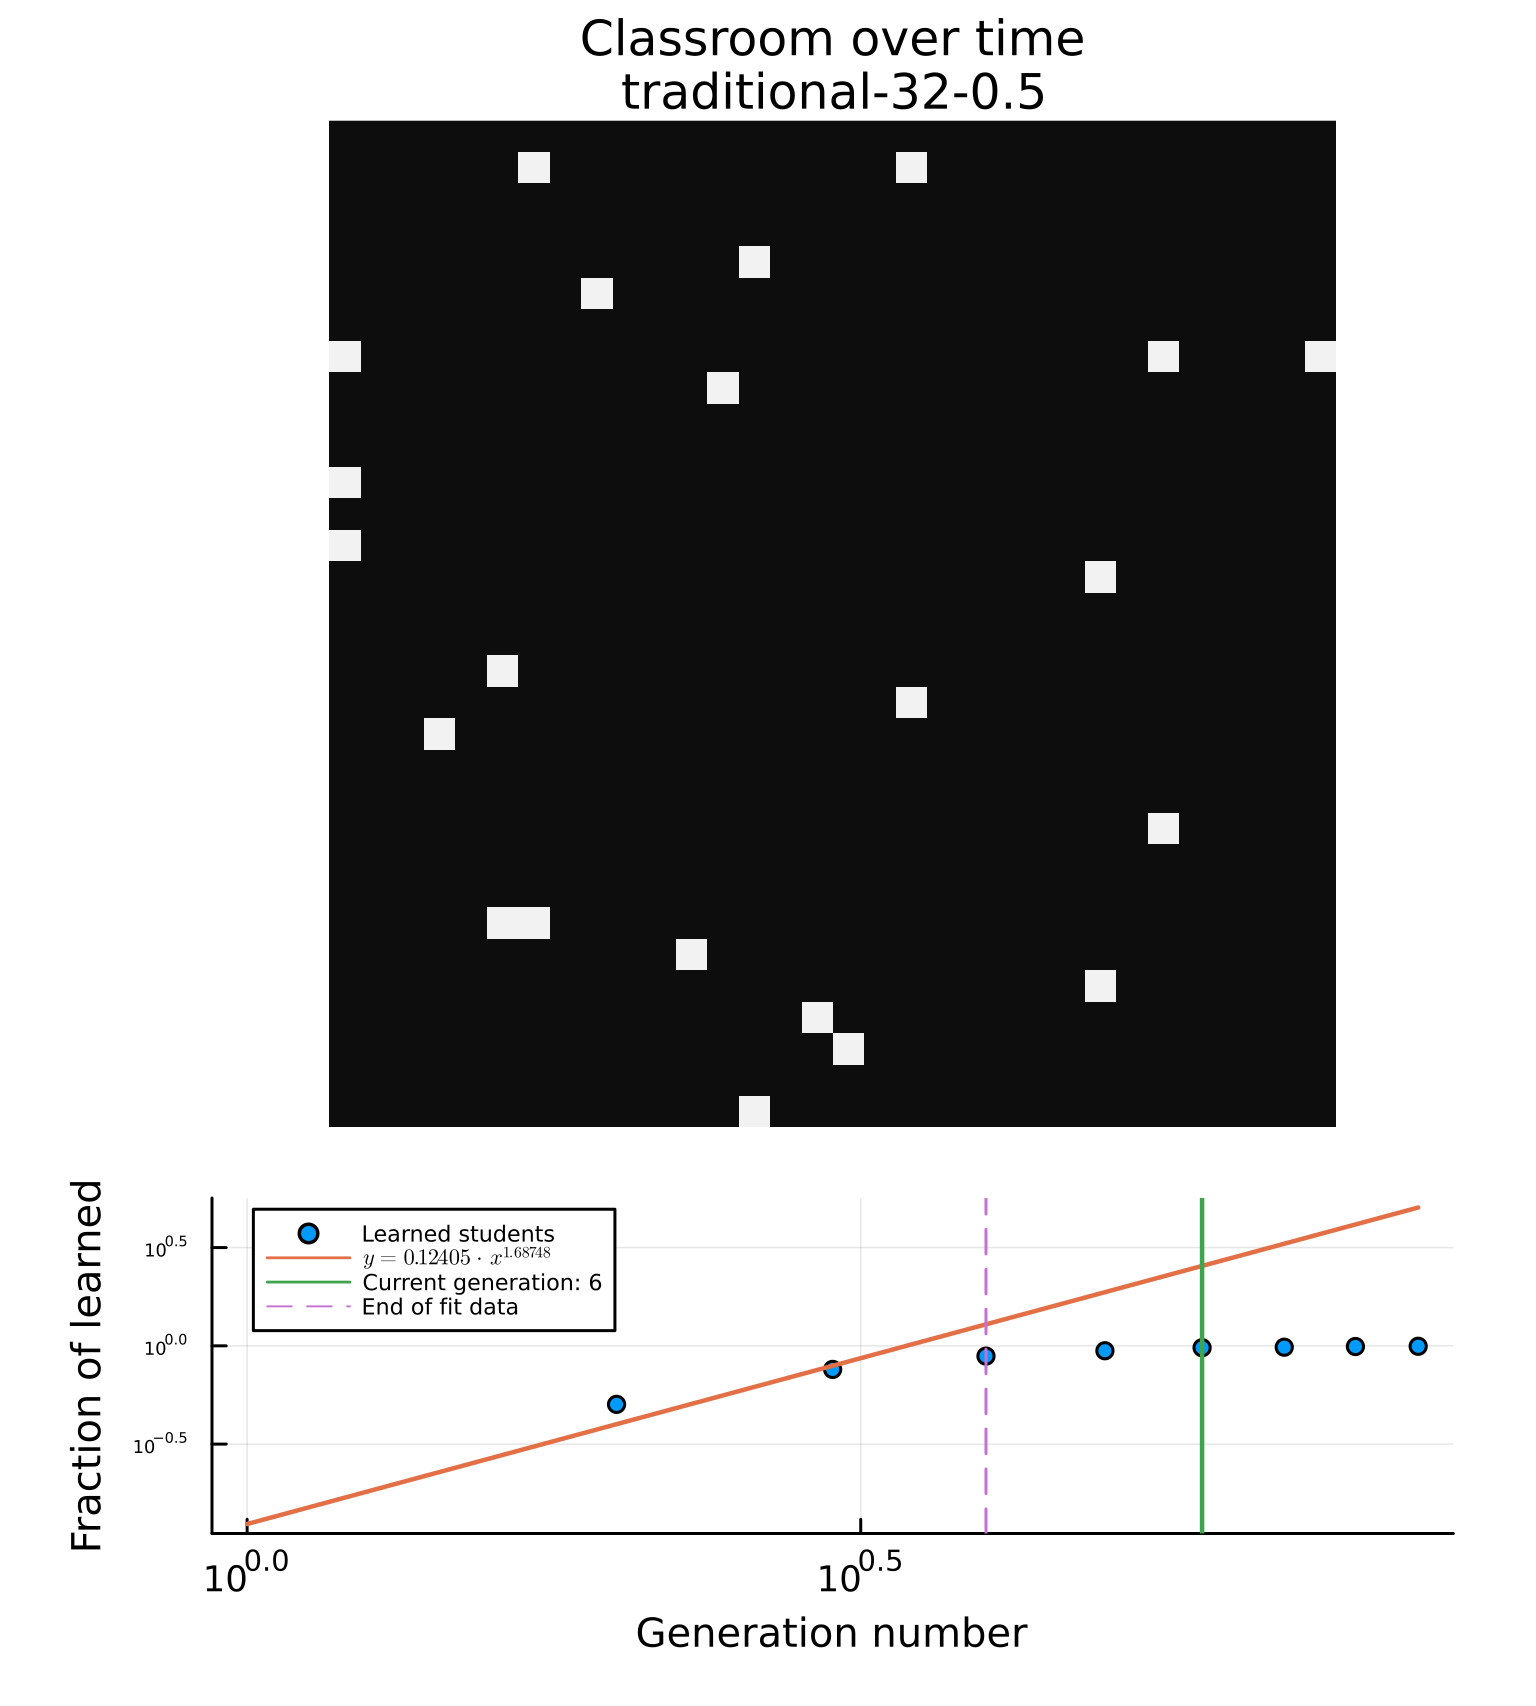 Classroom over time
traditional-32-0.5
Fraction of learned
10^0.5
10^0.0
10^−0.5
Learned students
y = 0.12405 · x^1.68748
Current generation: 6
End of fit data
10^0.0
10^0.5
Generation number